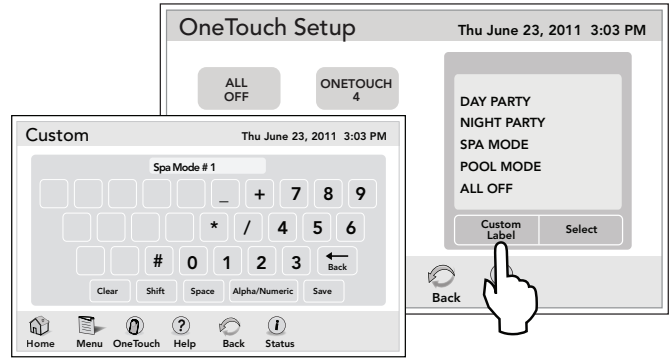 OneTouch Setup
Thu June 23, 2011 3:03 PM
ALL
OFF
ONETOUCH
4
DAY PARTY
NIGHT PARTY
SPA MODE
POOL MODE
ALL OFF
Custom
Label
Select
Back
Custom
Thu June 23, 2011 3:03 PM
Spa Mode # 1
_ + 7 8 9
* / 4 5 6
# 0 1 2 3 Back
Clear Shift Space Alpha/Numeric Save
Home Menu OneTouch Help Back Status